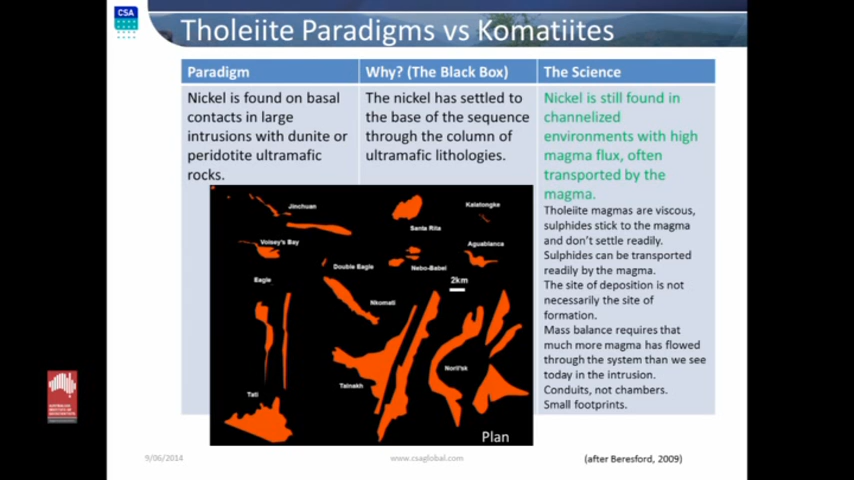 CSA
Tholeiite Paradigms vs Komatiites
Paradigm
Why? (The Black Box)
The Science
Nickel is found on basal
contacts in large
intrusions with dunite or
peridotite ultramafic
rocks.
The nickel has settled to
the base of the sequence
through the column of
ultramafic lithologies.
Nickel is still found in
channelized
environments with high
magma flux, often
transported by the
magma.
Tholeiite magmas are viscous,
sulphides stick to the magma
and don't settle readily.
Sulphides can be transported
readily by the magma.
The site of deposition is not
necessarily the site of
formation.
Mass balance requires that
much more magma has flowed
through the system than we see
today in the intrusion.
Conduits, not chambers.
Small footprints.
Jinchuan
Santa Rita
Kalatongke
Voisey's Bay
Aguablanca
Double Eagle
Nebo-Babel
Eagle
2km
Nkomati
Talnakh
Noril'sk
Tati
Plan
9/06/2014
www.csaglobal.com
(after Beresford, 2009)